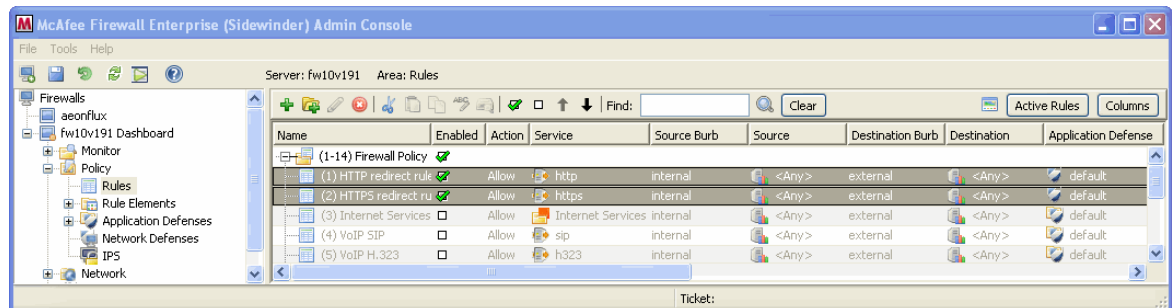 McAfee Firewall Enterprise (Sidewinder) Admin Console
File Tools Help
Server: fw10v191 Area: Rules
Firewalls
aeonflux
fw10v191 Dashboard
Monitor
Policy
Rules
Rule Elements
Application Defenses
Network Defenses
IPS
Network
Find: Clear Active Rules Columns
Name Enabled Action Service Source Burb Source Destination Burb Destination Application Defense
(1-14) Firewall Policy
(1) HTTP redirect rule Allow http internal <Any> external <Any> default
(2) HTTPS redirect ru Allow https internal <Any> external <Any> default
(3) Internet Services Allow Internet Services internal <Any> external <Any> default
(4) VoIP SIP Allow sip internal <Any> external <Any> default
(5) VoIP H.323 Allow h323 internal <Any> external <Any> default
Ticket: